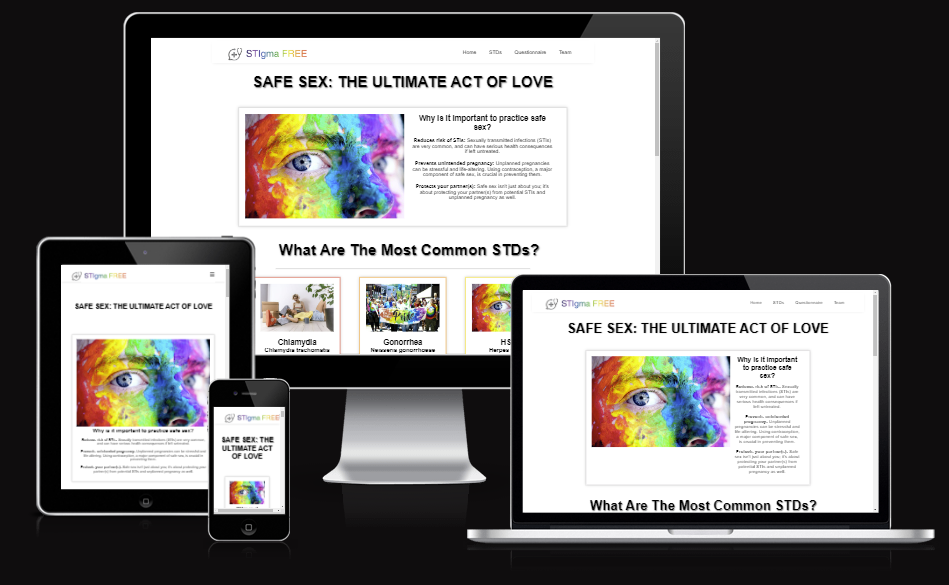 STIgma FREE
Home STDs Questionnaire Team
SAFE SEX: THE ULTIMATE ACT OF LOVE
Why is it important to practice safe
sex?
Reduces risk of STIs: Sexually transmitted infections (STIs)
are very common, and can have serious health consequences
if left untreated.
Prevents unintended pregnancy: Unplanned pregnancies
can be stressful and life-altering. Using contraception, a major
component of safe sex, is crucial in preventing them.
Protects your partner(s): Safe sex isn't just about you; it's
about protecting your partner(s) from potential STIs and
unplanned pregnancy as well.
What Are The Most Common STDs?
Chlamydia
Chlamydia trachomatis
Gonorrhea
Neisseria gonorrhoeae
HS
Herpes
STIgma FREE
SAFE SEX: THE ULTIMATE ACT OF LOVE
Why is it important to practice safe sex?
Reduces risk of STIs: Sexually transmitted infections (STIs) are very common,
and can have serious health consequences if left untreated.
Prevents unintended pregnancy: Unplanned pregnancies can be stressful and
life-altering. Using contraception, a major component of safe sex, is crucial in
preventing them.
Protects your partner(s): Safe sex isn't just about you; it's about protecting your
partner(s) from potential STIs and unplanned pregnancy as well.
STIgma FREE
SAFE SEX: THE
ULTIMATE ACT
OF LOVE
STIgma FREE
Home STDs Questionnaire Team
SAFE SEX: THE ULTIMATE ACT OF LOVE
Why is it important
to practice safe
sex?
Reduces risk of STIs: Sexually
transmitted infections (STIs) are
very common, and can have
serious health consequences if
left untreated.
Prevents unintended
pregnancy: Unplanned
pregnancies can be stressful and
life-altering. Using contraception,
a major component of safe sex,
is crucial in preventing them.
Protects your partner(s): Safe
sex isn't just about you; it's about
protecting your partner(s) from
potential STIs and unplanned
pregnancy as well.
What Are The Most Common STDs?